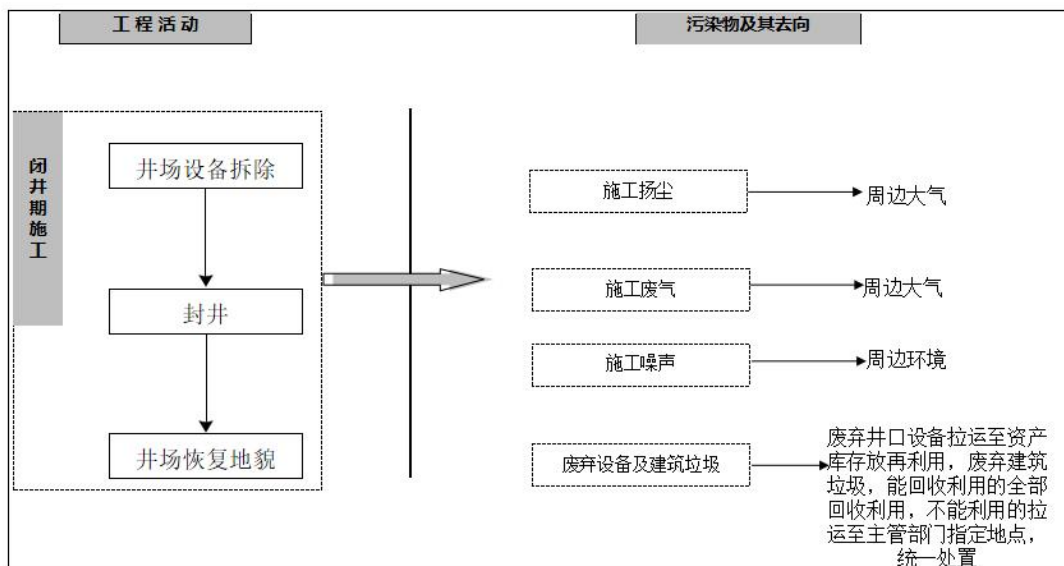 工程活动
污染物及其去向
闭井期施工
井场设备拆除
封井
井场恢复地貌
施工扬尘
周边大气
施工废气
周边大气
施工噪声
周边环境
废弃设备及建筑垃圾
废弃井口设备拉运至资产
库存放再利用，废弃建筑
垃圾，能回收利用的全部
回收利用，不能利用的拉
运至主管部门指定地点，
统一处置